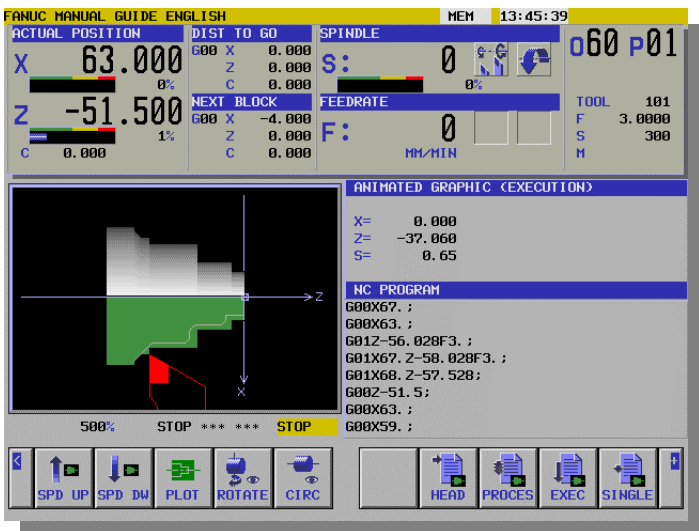 FANUC MANUAL GUIDE ENGLISH MEM 13:45:39
ACTUAL POSITION
X 63.000
0%
Z -51.500
1%
C 0.000
DIST TO GO
G00 X 0.000
Z 0.000
C 0.000
NEXT BLOCK
G00 X -4.000
Z 0.000
C 0.000
SPINDLE
S: 0
0%
FEEDRATE
F: 0
MM/MIN
O60 P01
TOOL 101
F 3.0000
S 300
M
Z
X
500% STOP *** *** STOP
ANIMATED GRAPHIC (EXECUTION)
X= 0.000
Z= -37.060
S= 0.65
NC PROGRAM
G00X67.;
G00X63.;
G01Z-56.028F3.;
G01X67.Z-58.028F3.;
G01X68.Z-57.528;
G00Z-51.5;
G00X63.;
G00X59.;
< SPD UP SPD DW PLOT ROTATE CIRC HEAD PROCES EXEC SINGLE +